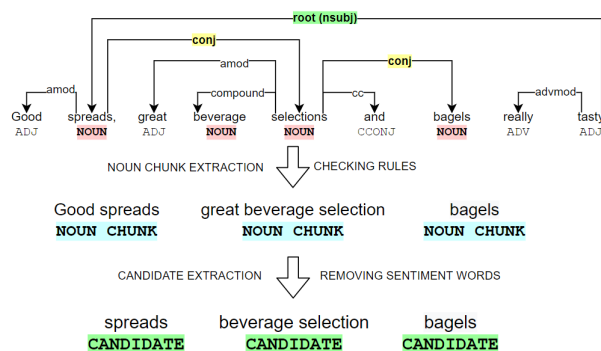 root (nsubj)
conj
amod
conj
amod
compound
cc
advmod
Good spreads, great beverage selections and bagels really tasty
ADJ NOUN ADJ NOUN NOUN CCONJ NOUN ADV ADJ
NOUN CHUNK EXTRACTION CHECKING RULES
Good spreads great beverage selection bagels
NOUN CHUNK NOUN CHUNK NOUN CHUNK
CANDIDATE EXTRACTION REMOVING SENTIMENT WORDS
spreads beverage selection bagels
CANDIDATE CANDIDATE CANDIDATE